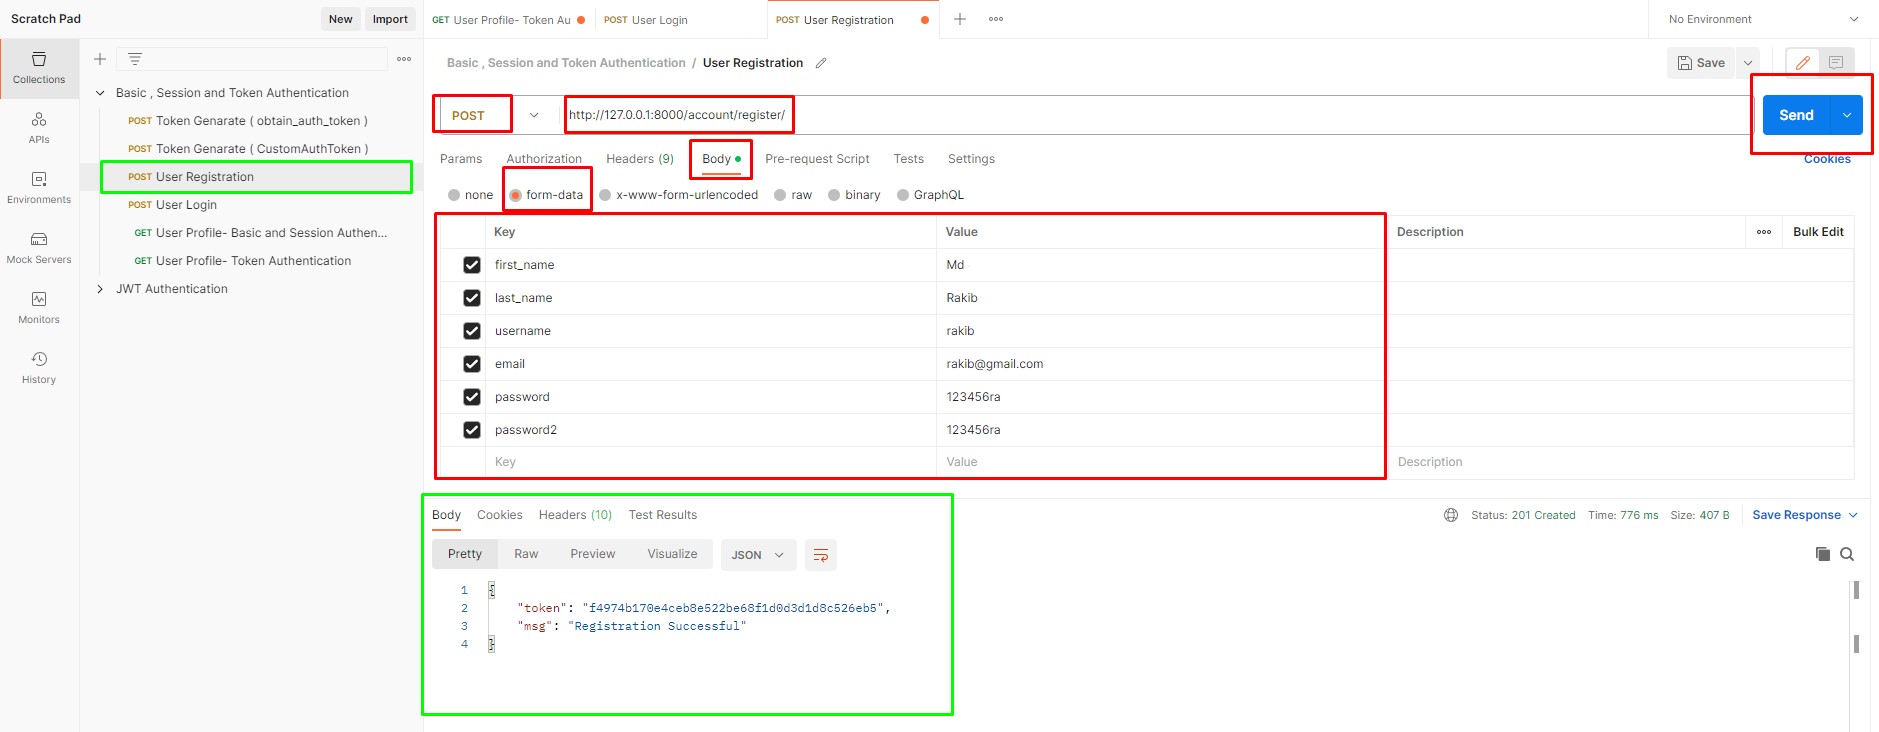 Scratch Pad
New
Import
GET User Profile- Token Au
POST User Login
POST User Registration
No Environment
Collections
APIs
Environments
Mock Servers
Monitors
History
Basic , Session and Token Authentication
POST Token Genarate ( obtain_auth_token )
POST Token Genarate ( CustomAuthToken )
POST User Registration
POST User Login
GET User Profile- Basic and Session Authen...
GET User Profile- Token Authentication
JWT Authentication
Basic , Session and Token Authentication / User Registration
Save
POST
http://127.0.0.1:8000/account/register/
Send
Params Authorization Headers (9) Body Pre-request Script Tests Settings
Cookies
none form-data x-www-form-urlencoded raw binary GraphQL
Key Value Description Bulk Edit
first_name Md
last_name Rakib
username rakib
email rakib@gmail.com
password 123456ra
password2 123456ra
Key Value Description
Body Cookies Headers (10) Test Results
Status: 201 Created Time: 776 ms Size: 407 B Save Response
Pretty Raw Preview Visualize JSON
1 {
2 "token": "f4974b170e4ceb8e522be68f1d0d3d1d8c526eb5",
3 "msg": "Registration Successful"
4 }